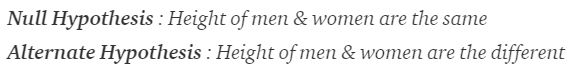 Null Hypothesis : Height of men & women are the same
Alternate Hypothesis : Height of men & women are the different